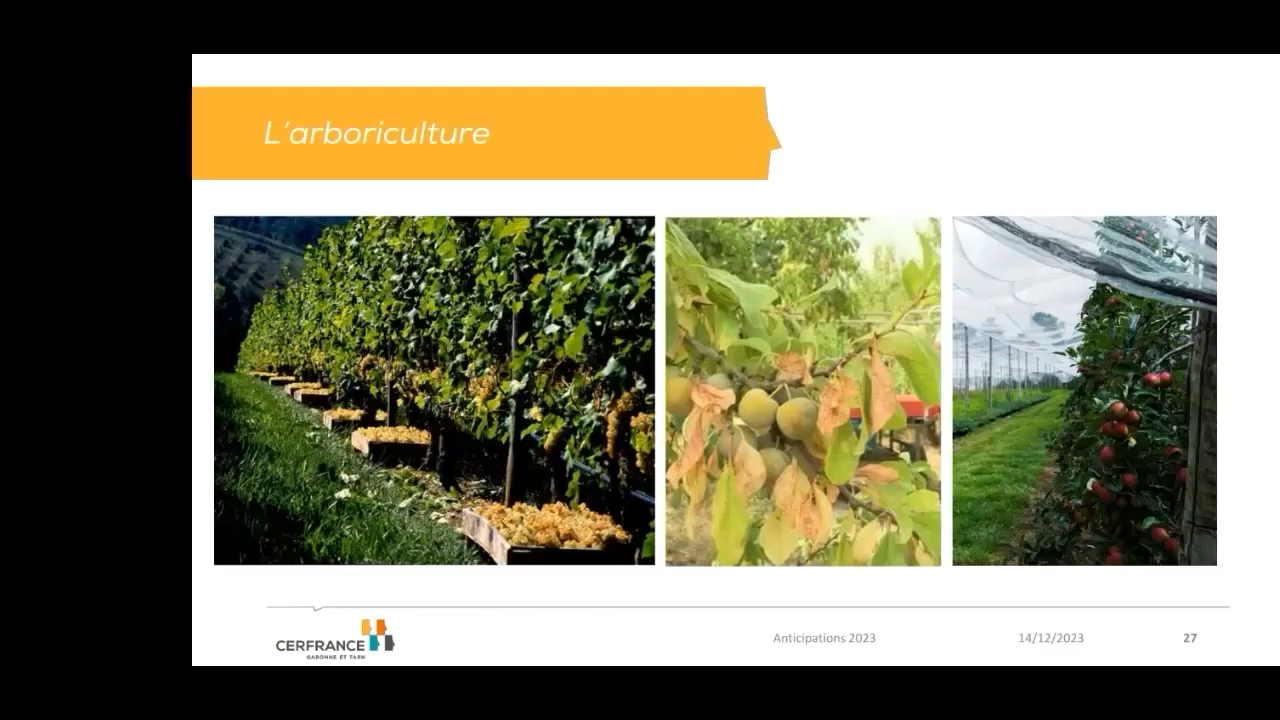 L'arboriculture
CERFRANCE
GARONNE ET TARN
Anticipations 2023
14/12/2023
27